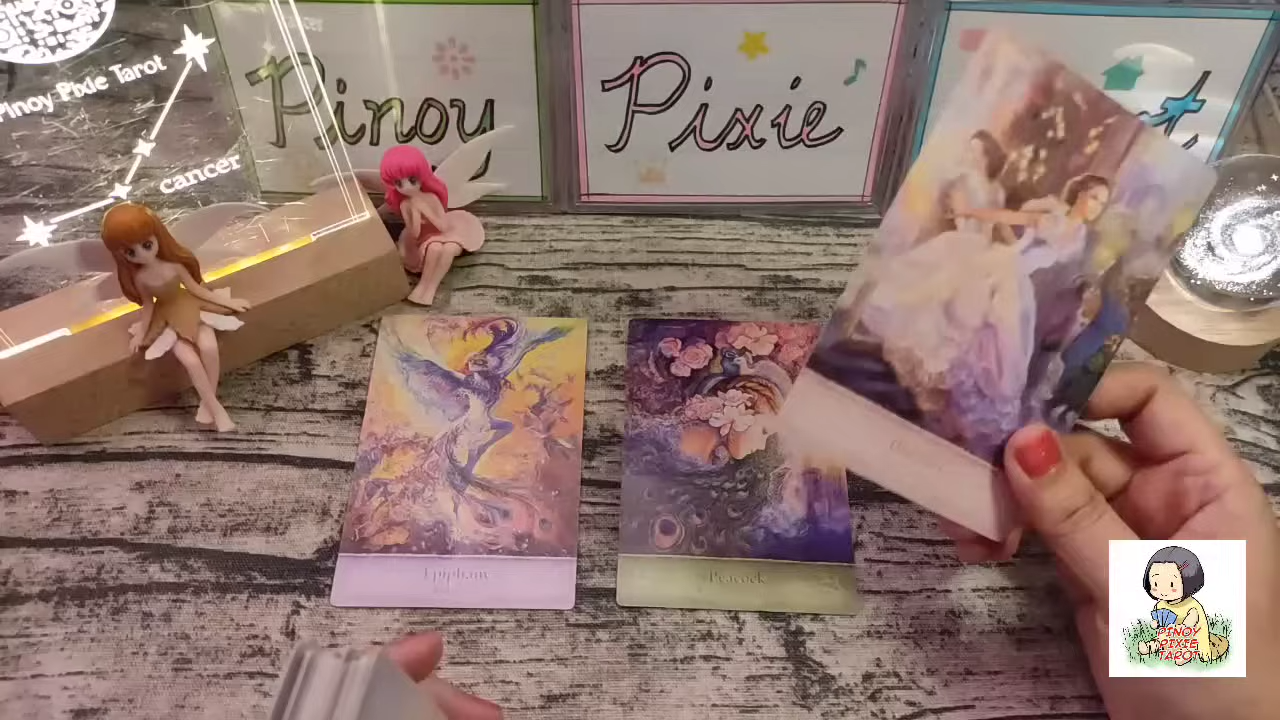 Pinoy Pixie Tarot
cancer
Pinoy
Pixie
Epiphany
Peacock
PINOY
PIXIE
TAROT